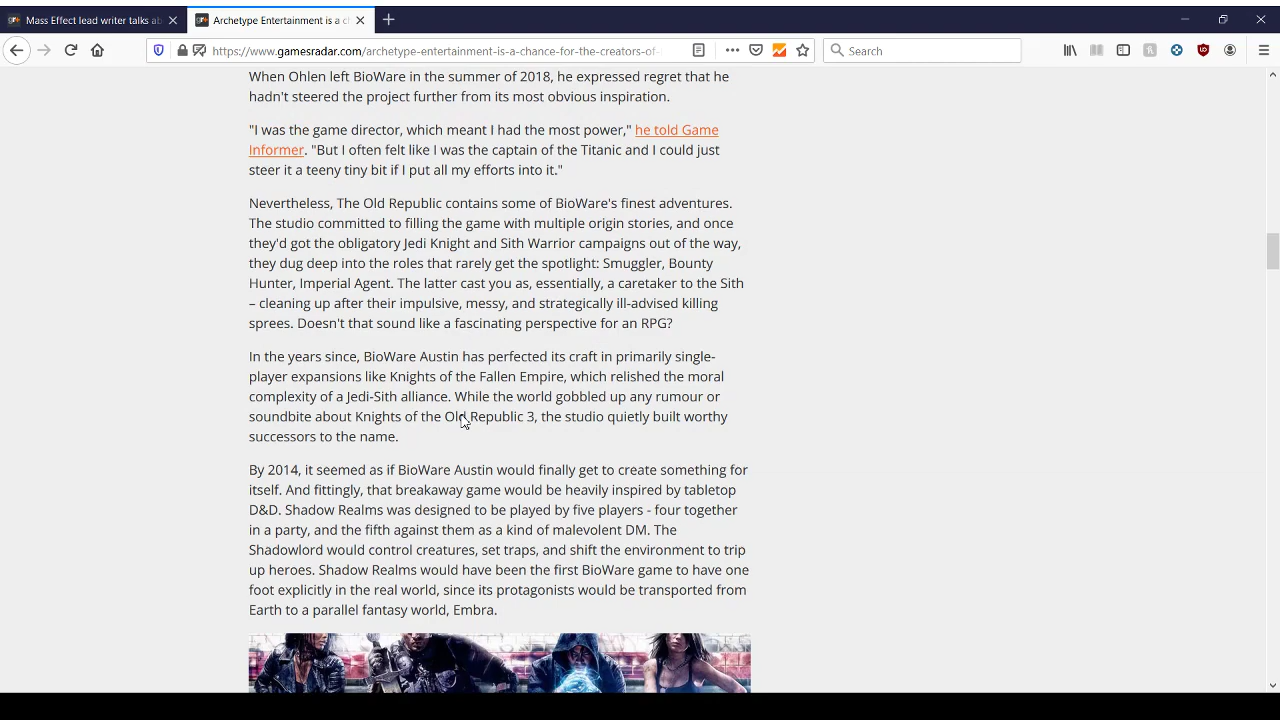 Mass Effect lead writer talks ab
Archetype Entertainment is a c
https://www.gamesradar.com/archetype-entertainment-is-a-chance-for-the-creators-of-
Search
When Ohlen left BioWare in the summer of 2018, he expressed regret that he
hadn't steered the project further from its most obvious inspiration.
"I was the game director, which meant I had the most power," he told Game
Informer. "But I often felt like I was the captain of the Titanic and I could just
steer it a teeny tiny bit if I put all my efforts into it."
Nevertheless, The Old Republic contains some of BioWare's finest adventures.
The studio committed to filling the game with multiple origin stories, and once
they'd got the obligatory Jedi Knight and Sith Warrior campaigns out of the way,
they dug deep into the roles that rarely get the spotlight: Smuggler, Bounty
Hunter, Imperial Agent. The latter cast you as, essentially, a caretaker to the Sith
– cleaning up after their impulsive, messy, and strategically ill-advised killing
sprees. Doesn't that sound like a fascinating perspective for an RPG?
In the years since, BioWare Austin has perfected its craft in primarily single-
player expansions like Knights of the Fallen Empire, which relished the moral
complexity of a Jedi-Sith alliance. While the world gobbled up any rumour or
soundbite about Knights of the Old Republic 3, the studio quietly built worthy
successors to the name.
By 2014, it seemed as if BioWare Austin would finally get to create something for
itself. And fittingly, that breakaway game would be heavily inspired by tabletop
D&D. Shadow Realms was designed to be played by five players - four together
in a party, and the fifth against them as a kind of malevolent DM. The
Shadowlord would control creatures, set traps, and shift the environment to trip
up heroes. Shadow Realms would have been the first BioWare game to have one
foot explicitly in the real world, since its protagonists would be transported from
Earth to a parallel fantasy world, Embra.